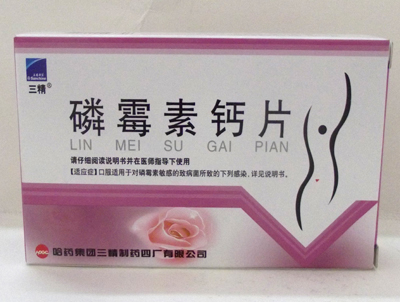 三精®
磷霉素钙片
LIN MEI SU GAI PIAN
请仔细阅读说明书并在医师指导下使用
【适应症】口服适用于对磷霉素敏感的致病菌所致的下列感染,详见说明书。
哈药集团三精制药四厂有限公司